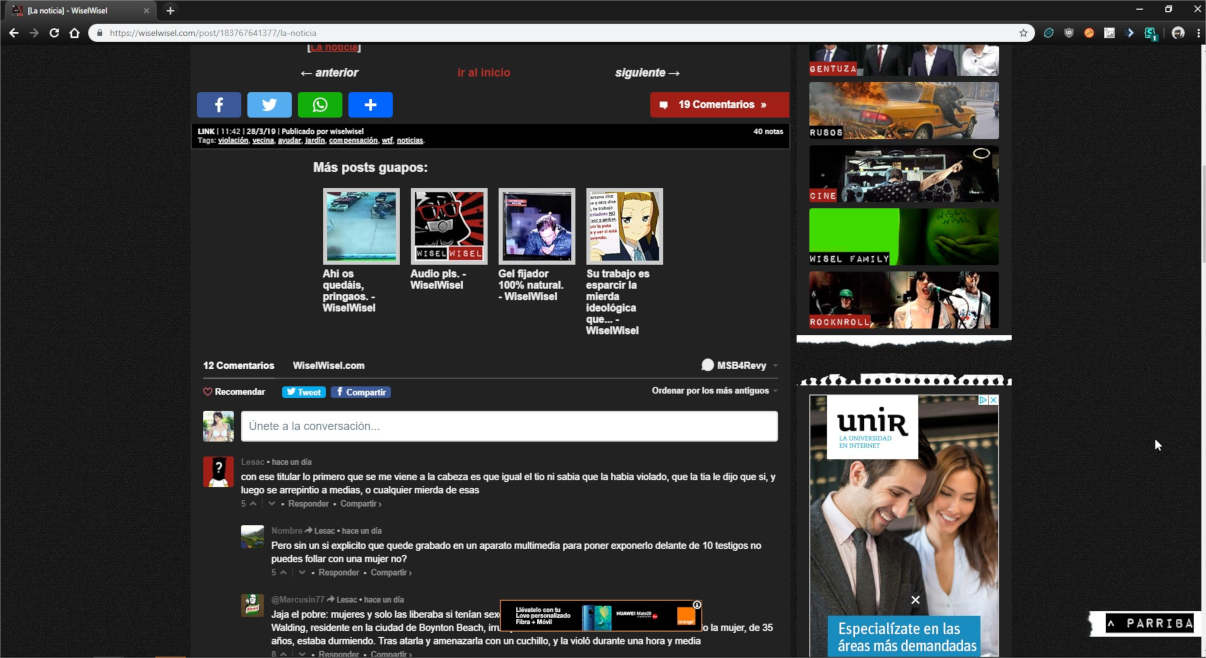 [La noticia] - WiselWisel
https://wiselwisel.com/post/183767641377/la-noticia
[La noticia]
← anterior
ir al inicio
siguiente →
19 Comentarios »
LINK | 11:42 | 28/3/19 | Publicado por wiselwisel
40 notas
Tags: violación, vecina, ayudar, jardín, compensación, wtf, noticias.
Más posts guapos:
WISEL WISEL
Ahi os
quedáis,
pringaos. -
WiselWisel
Audio pls. -
WiselWisel
Gel fijador
100% natural.
- WiselWisel
Su trabajo es
esparcir la
mierda
ideológica
que... -
WiselWisel
12 Comentarios
WiselWisel.com
MSB4Revy
Recomendar
Tweet
Compartir
Ordenar por los más antiguos
Únete a la conversación...
Lesac • hace un día
con ese titular lo primero que se me viene a la cabeza es que igual el tio ni sabia que la habia violado, que la tia le dijo que si, y
luego se arrepintio a medias, o cualquier mierda de esas
5 • Responder • Compartir ›
Nombre Lesac • hace un día
Pero sin un si explicito que quede grabado en un aparato multimedia para poner exponerlo delante de 10 testigos no
puedes follar con una mujer no?
5 • Responder • Compartir ›
@Marcusin77 Lesac • hace un día
Jaja el pobre: mujeres y solo las liberaba si tenían sex
Walding, residente en la ciudad de Boynton Beach, im
o la mujer, de 35
años, estaba durmiendo. Tras atarla y amenazarla con un cuchillo, y la violó durante una hora y media
8 • Responder • Compartir ›
Llévatelo con tu
Love personalizado
Fibra + Móvil
HUAWEI Mate20
orange
GENTUZA
RUSOS
CINE
WISEL FAMILY
ROCKNROLL
unir
LA UNIVERSIDAD
EN INTERNET
Especialízate en las
áreas más demandadas
^ PARRIBA